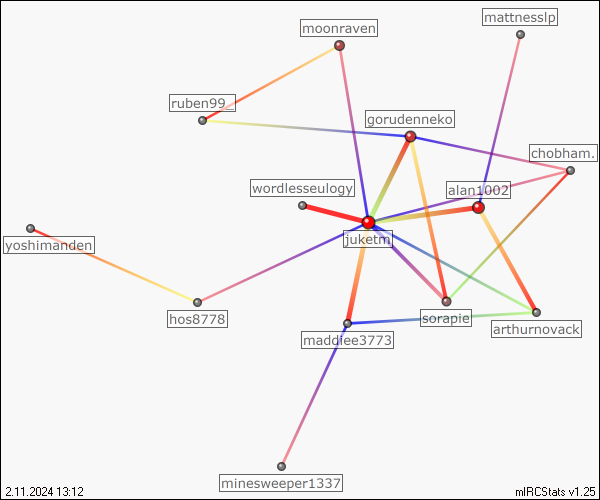 mattnesslp
moonraven
ruben99_
gorudenneko
chobham.
wordlesseulogy
alan1002
juketm
yoshimanden
hos8778
sorapie
arthurnovack
maddiee3773
minesweeper1337
2.11.2024 13:12
mIRCStats v1.25